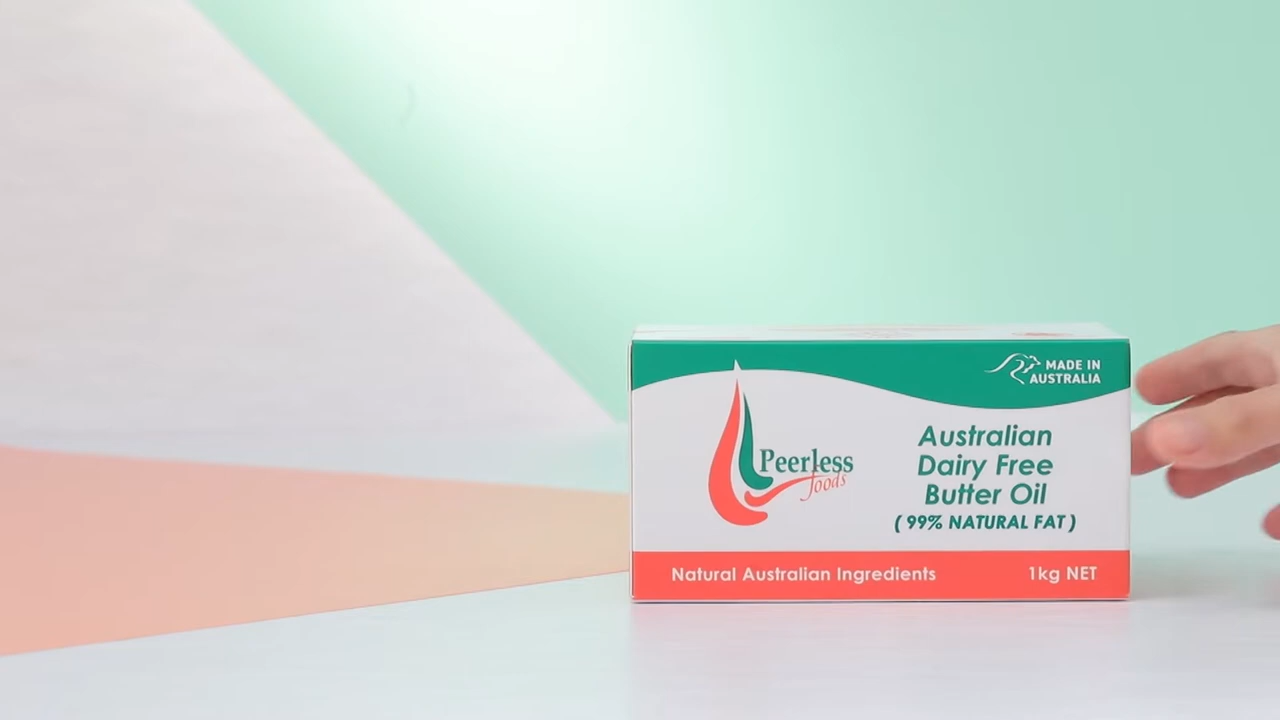 MADE IN
AUSTRALIA
Peerless
foods
Australian
Dairy Free
Butter Oil
( 99% NATURAL FAT )
Natural Australian Ingredients
1kg NET